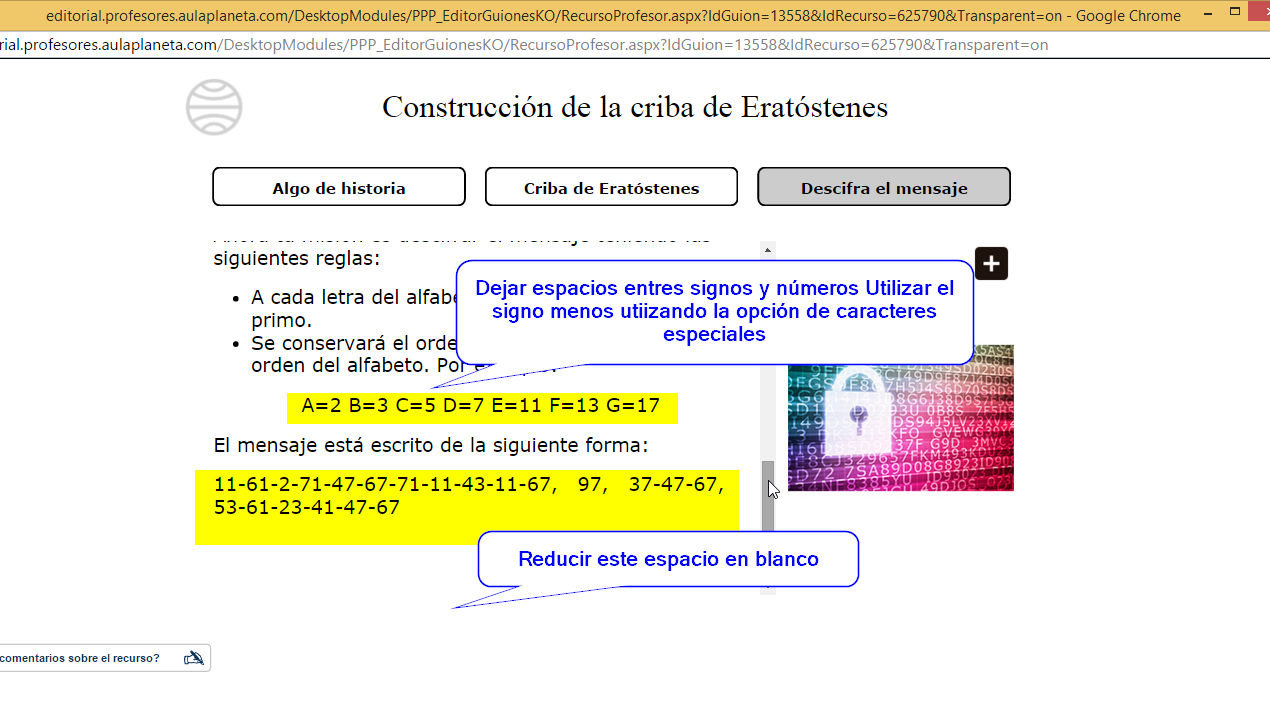 editorial.profesores.aulaplaneta.com/DesktopModules/PPP_EditorGuionesKO/RecursoProfesor.aspx?IdGuion=13558&IdRecurso=625790&Transparent=on - Google Chrome
rial.profesores.aulaplaneta.com/DesktopModules/PPP_EditorGuionesKO/RecursoProfesor.aspx?IdGuion=13558&IdRecurso=625790&Transparent=on
Construcción de la criba de Eratóstenes
Algo de historia
Criba de Eratóstenes
Descifra el mensaje
siguientes reglas:
A cada letra del alfabe
primo.
Se conservará el orde
orden del alfabeto. Por
Dejar espacios entres signos y números Utilizar el
signo menos utiizando la opción de caracteres
especiales
A=2 B=3 C=5 D=7 E=11 F=13 G=17
El mensaje está escrito de la siguiente forma:
11-61-2-71-47-67-71-11-43-11-67, 97, 37-47-67,
53-61-23-41-47-67
Reducir este espacio en blanco
comentarios sobre el recurso?